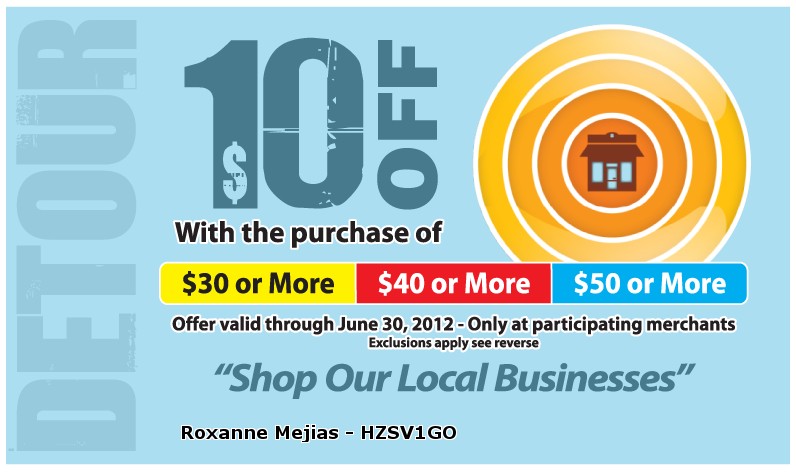 DETOUR
$10 OFF
With the purchase of
$30 or More $40 or More $50 or More
Offer valid through June 30, 2012 - Only at participating merchants
Exclusions apply see reverse
“Shop Our Local Businesses”
Roxanne Mejias - HZSV1GO